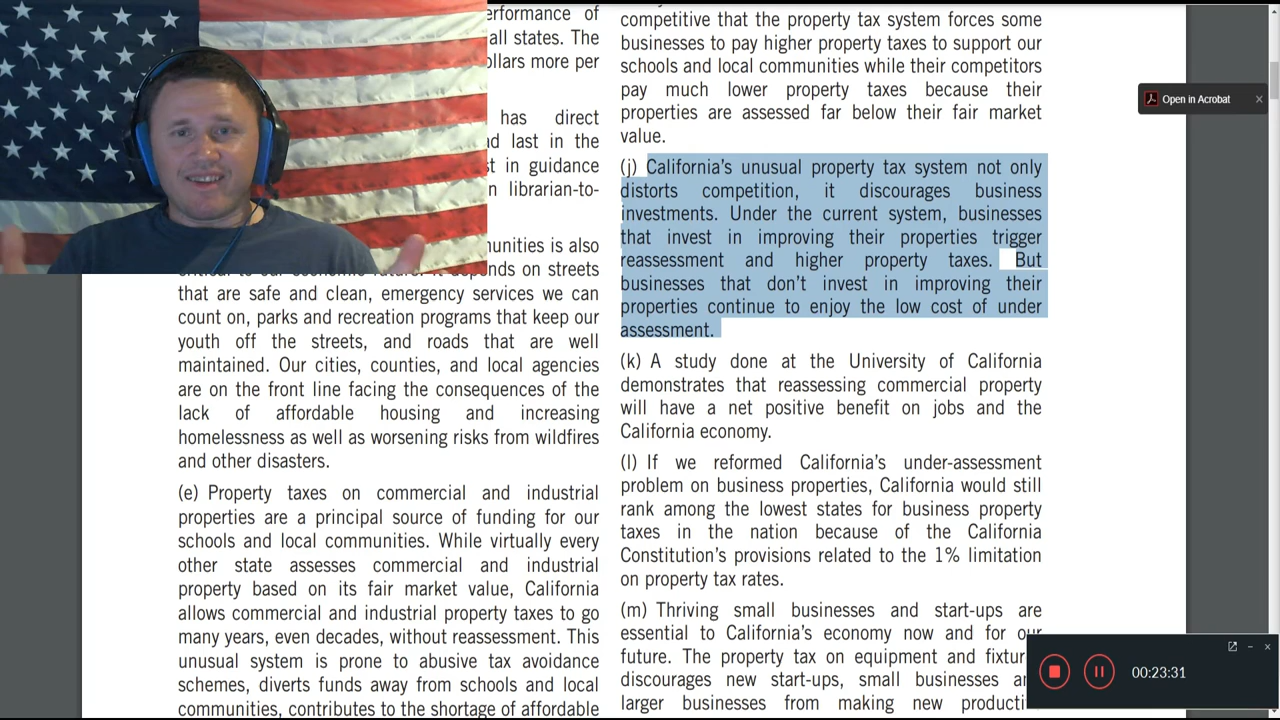 erformance of
all states. The
ollars more per
has direct
d last in the
st in guidance
n librarian-to-
munities is also
depends on streets
that are safe and clean, emergency services we can
count on, parks and recreation programs that keep our
youth off the streets, and roads that are well
maintained. Our cities, counties, and local agencies
are on the front line facing the consequences of the
lack of affordable housing and increasing
homelessness as well as worsening risks from wildfires
and other disasters.
(e) Property taxes on commercial and industrial
properties are a principal source of funding for our
schools and local communities. While virtually every
other state assesses commercial and industrial
property based on its fair market value, California
allows commercial and industrial property taxes to go
many years, even decades, without reassessment. This
unusual system is prone to abusive tax avoidance
schemes, diverts funds away from schools and local
communities, contributes to the shortage of affordable
competitive that the property tax system forces some
businesses to pay higher property taxes to support our
schools and local communities while their competitors
pay much lower property taxes because their
properties are assessed far below their fair market
value.
(j) California's unusual property tax system not only
distorts competition, it discourages business
investments. Under the current system, businesses
that invest in improving their properties trigger
reassessment and higher property taxes. But
businesses that don't invest in improving their
properties continue to enjoy the low cost of under
assessment.
(k) A study done at the University of California
demonstrates that reassessing commercial property
will have a net positive benefit on jobs and the
California economy.
(l) If we reformed California's under-assessment
problem on business properties, California would still
rank among the lowest states for business property
taxes in the nation because of the California
Constitution's provisions related to the 1% limitation
on property tax rates.
(m) Thriving small businesses and start-ups are
essential to California's economy now and for our
future. The property tax on equipment and fixtur
discourages new start-ups, small businesses an
larger businesses from making new producti
Open in Acrobat
00:23:31